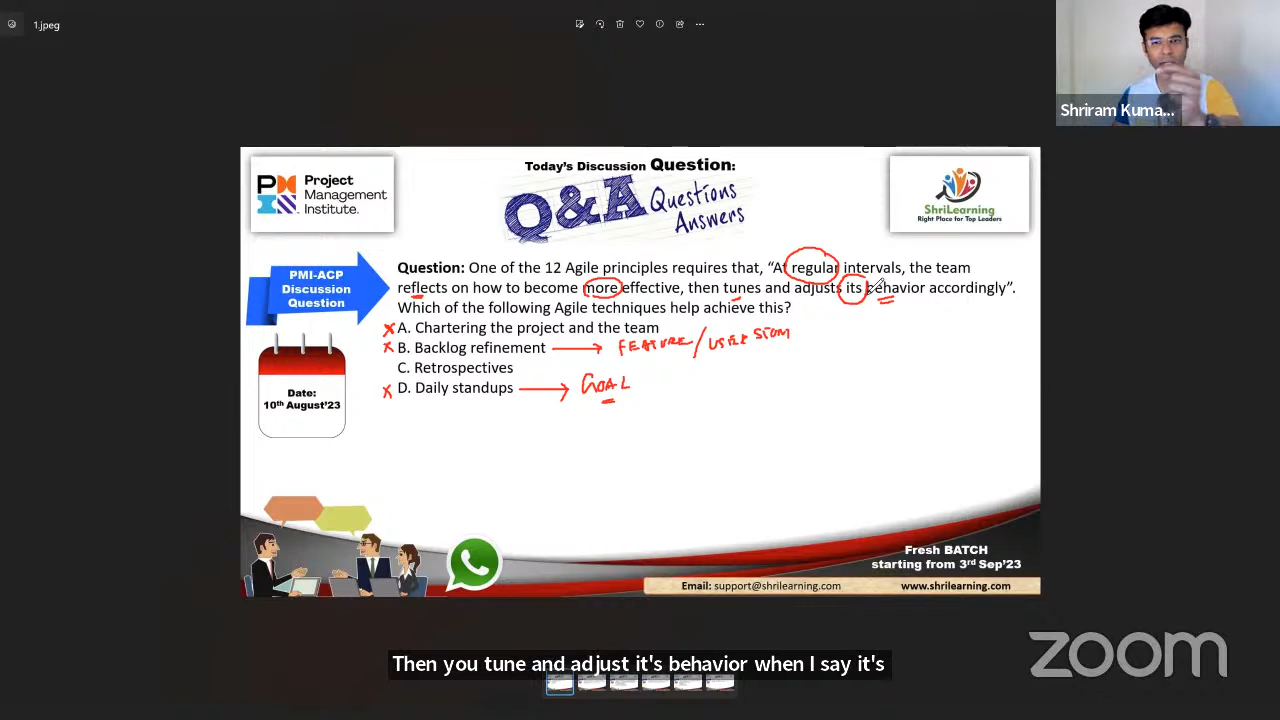 1.jpeg
Shriram Kuma...
Project
Management
Institute.
Today's Discussion Question:
Q&A Questions
Answers
ShriLearning
Right Place for Top Leaders
PMI-ACP
Discussion
Question
Question: One of the 12 Agile principles requires that, “At regular intervals, the team
reflects on how to become more effective, then tunes and adjusts its behavior accordingly”.
Which of the following Agile techniques help achieve this?
A. Chartering the project and the team
B. Backlog refinement FEATURE/USER STORY
C. Retrospectives
D. Daily standups GOAL
Date:
10th August'23
Fresh BATCH
starting from 3rd Sep'23
Email: support@shrilearning.com www.shrilearning.com
zoom
Then you tune and adjust it's behavior when I say it's